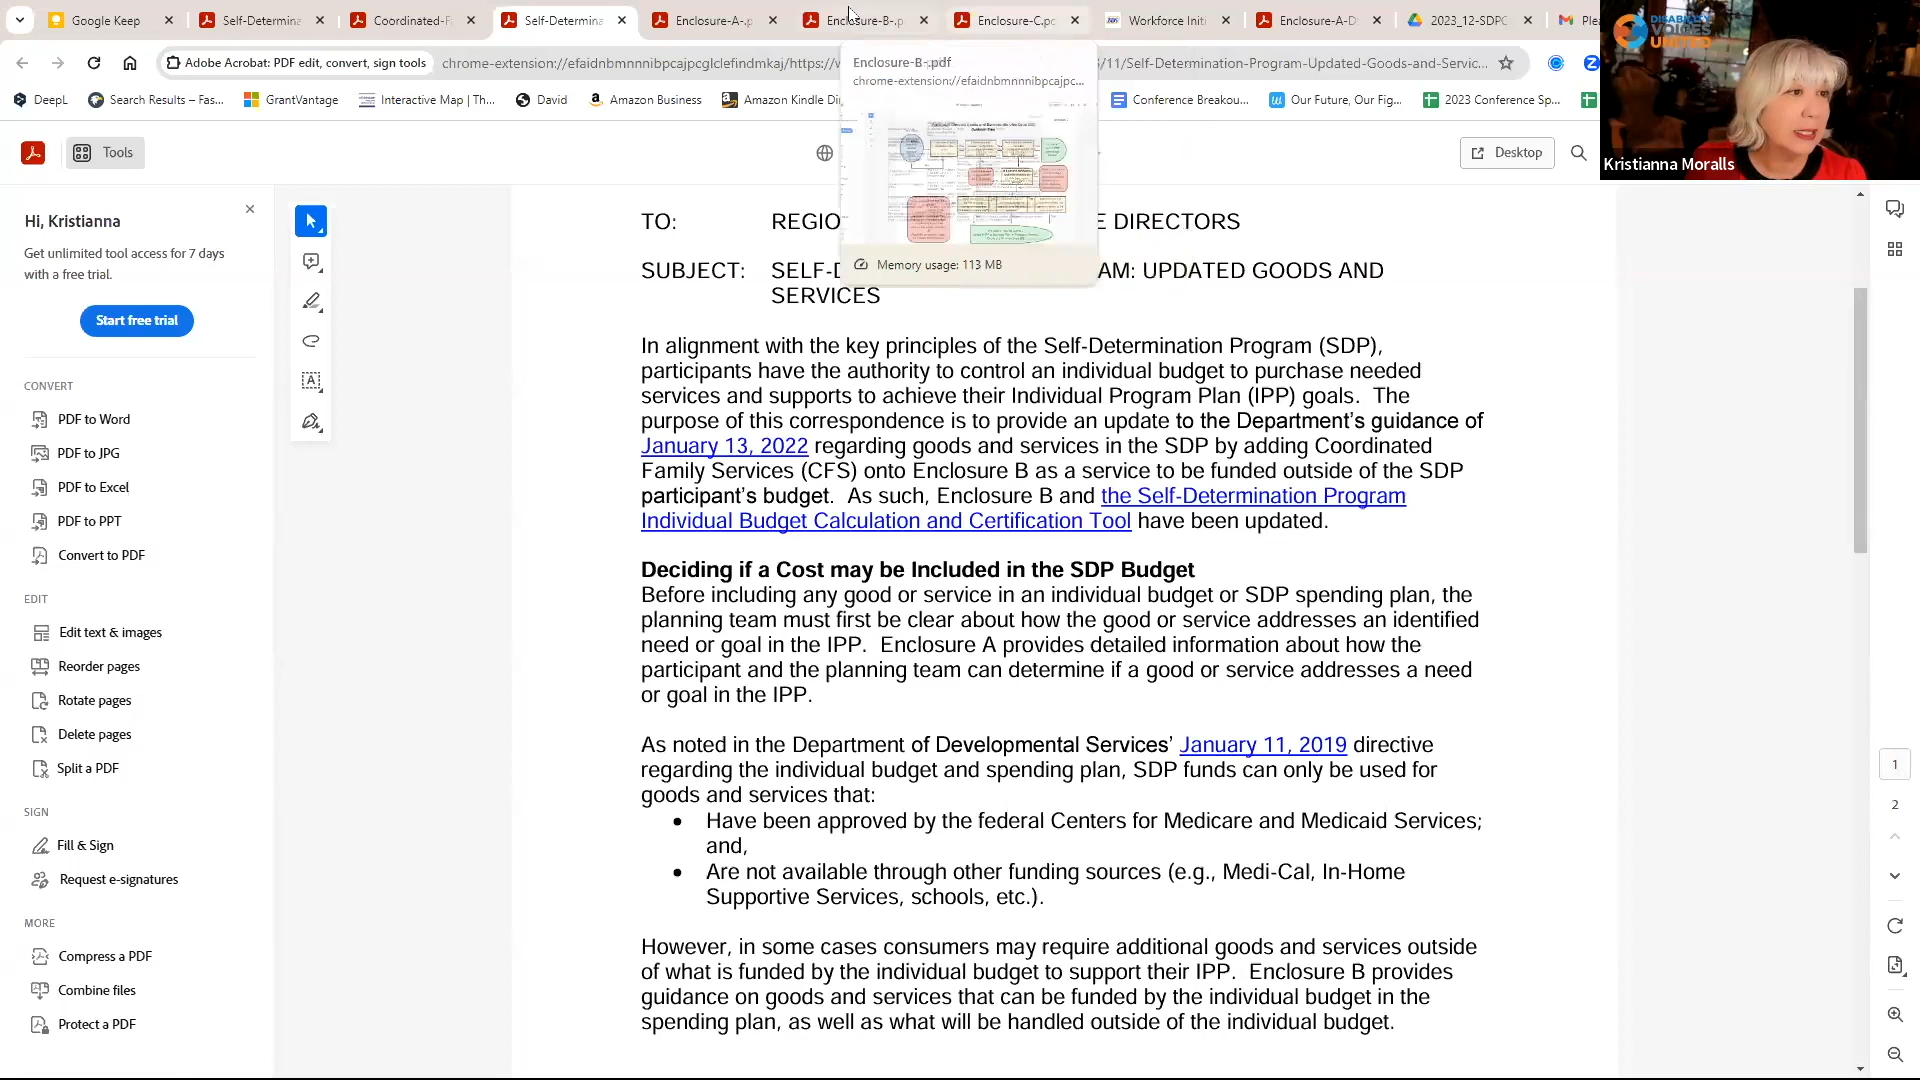 Google Keep
Self-Determina
Coordinated-F
Self-Determina
Enclosure-A-.p
Enclosure-B-.p
Enclosure-C.pc
Workforce Initi
Enclosure-A-D
2023_12-SDPC
Plea
Adobe Acrobat: PDF edit, convert, sign tools
chrome-extension://efaidnbmnnnibpcajpcglclefindmkaj/https://v
/11/Self-Determination-Program-Updated-Goods-and-Servic...
DeepL
Search Results – Fas...
GrantVantage
Interactive Map | Th...
David
Amazon Business
Amazon Kindle Di
Conference Breakou...
Our Future, Our Fig...
2023 Conference Sp...
Enclosure-B-.pdf
chrome-extension://efaidnbmnnnibpcajpc...
Memory usage: 113 MB
DISABILITY
VOICES
UNITED
Kristianna Moralls
Tools
Desktop
Hi, Kristianna
Get unlimited tool access for 7 days
with a free trial.
Start free trial
CONVERT
PDF to Word
PDF to JPG
PDF to Excel
PDF to PPT
Convert to PDF
EDIT
Edit text & images
Reorder pages
Rotate pages
Delete pages
Split a PDF
SIGN
Fill & Sign
Request e-signatures
MORE
Compress a PDF
Combine files
Protect a PDF
TO: REGIO E DIRECTORS
SUBJECT: SELF-D AM: UPDATED GOODS AND
SERVICES
In alignment with the key principles of the Self-Determination Program (SDP),
participants have the authority to control an individual budget to purchase needed
services and supports to achieve their Individual Program Plan (IPP) goals. The
purpose of this correspondence is to provide an update to the Department's guidance of
January 13, 2022 regarding goods and services in the SDP by adding Coordinated
Family Services (CFS) onto Enclosure B as a service to be funded outside of the SDP
participant's budget. As such, Enclosure B and the Self-Determination Program
Individual Budget Calculation and Certification Tool have been updated.
Deciding if a Cost may be Included in the SDP Budget
Before including any good or service in an individual budget or SDP spending plan, the
planning team must first be clear about how the good or service addresses an identified
need or goal in the IPP. Enclosure A provides detailed information about how the
participant and the planning team can determine if a good or service addresses a need
or goal in the IPP.
As noted in the Department of Developmental Services' January 11, 2019 directive
regarding the individual budget and spending plan, SDP funds can only be used for
goods and services that:
• Have been approved by the federal Centers for Medicare and Medicaid Services;
and,
• Are not available through other funding sources (e.g., Medi-Cal, In-Home
Supportive Services, schools, etc.).
However, in some cases consumers may require additional goods and services outside
of what is funded by the individual budget to support their IPP. Enclosure B provides
guidance on goods and services that can be funded by the individual budget in the
spending plan, as well as what will be handled outside of the individual budget.
1
2